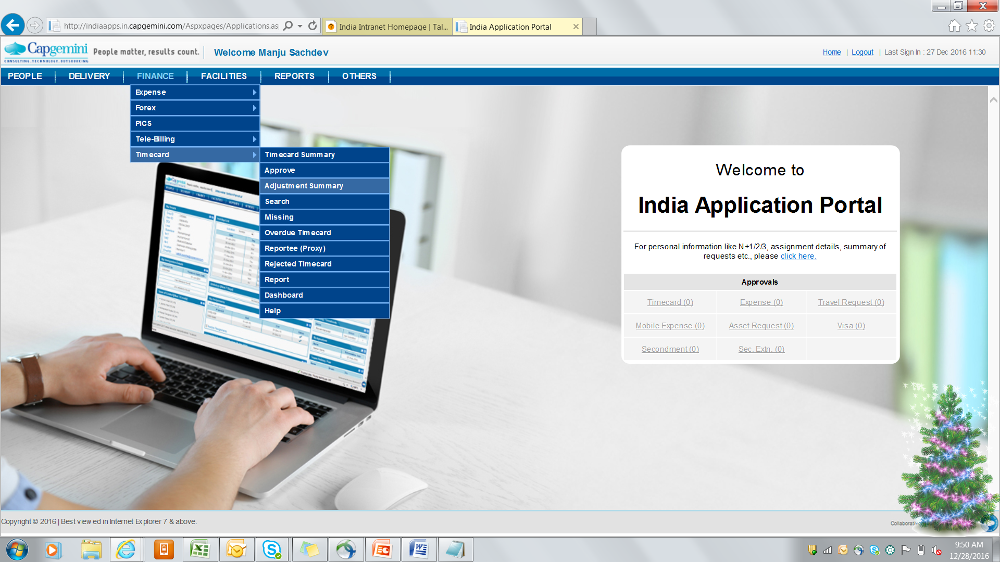 http://indiaapps.in.capgemini.com/Aspxpages/Applications.as
India Intranet Homepage | Tal...
India Application Portal
Capgemini
CONSULTING.TECHNOLOGY.OUTSOURCING
People matter, results count.
Welcome Manju Sachdev
Home | Logout | Last Sign In : 27 Dec 2016 11:30
PEOPLE DELIVERY FINANCE FACILITIES REPORTS OTHERS
Expense
Forex
PICS
Tele-Billing
Timecard
Timecard Summary
Approve
Adjustment Summary
Search
Missing
Overdue Timecard
Reportee (Proxy)
Rejected Timecard
Report
Dashboard
Help
Welcome to
India Application Portal
For personal information like N+1/2/3, assignment details, summary of
requests etc., please click here.
Approvals
Timecard (0) Expense (0) Travel Request (0)
Mobile Expense (0) Asset Request (0) Visa (0)
Secondment (0) Sec. Extn. (0)
Copyright © 2016 | Best viewed in Internet Explorer 7 & above.
9:50 AM
12/28/2016